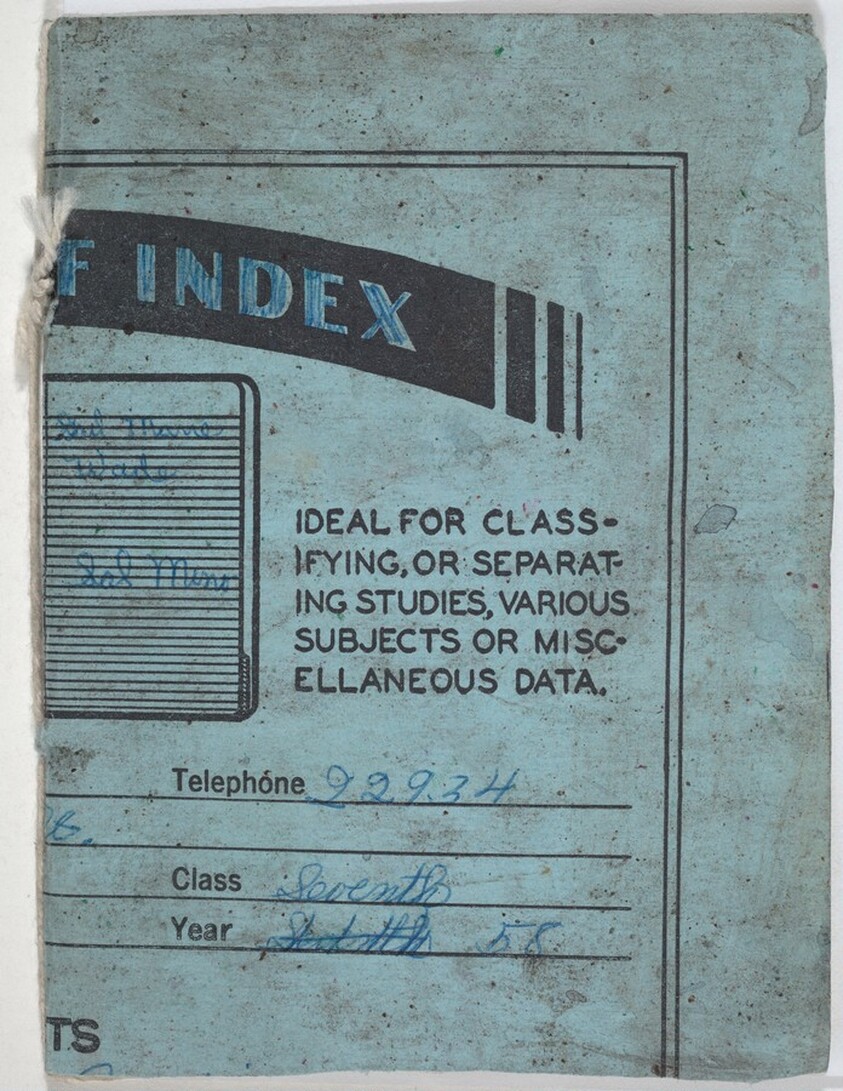 F INDEX
Wade
IDEAL FOR CLASS-
IFYING, OR SEPARAT-
ING STUDIES, VARIOUS
SUBJECTS OR MISC-
ELLANEOUS DATA.
Telephone 22934
Class Seventh
Year 58
TS